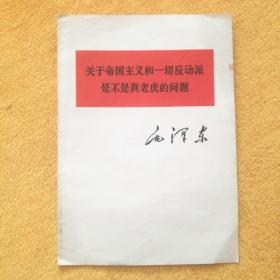 关于帝国主义和一切反动派
是不是真老虎的问题
毛泽东